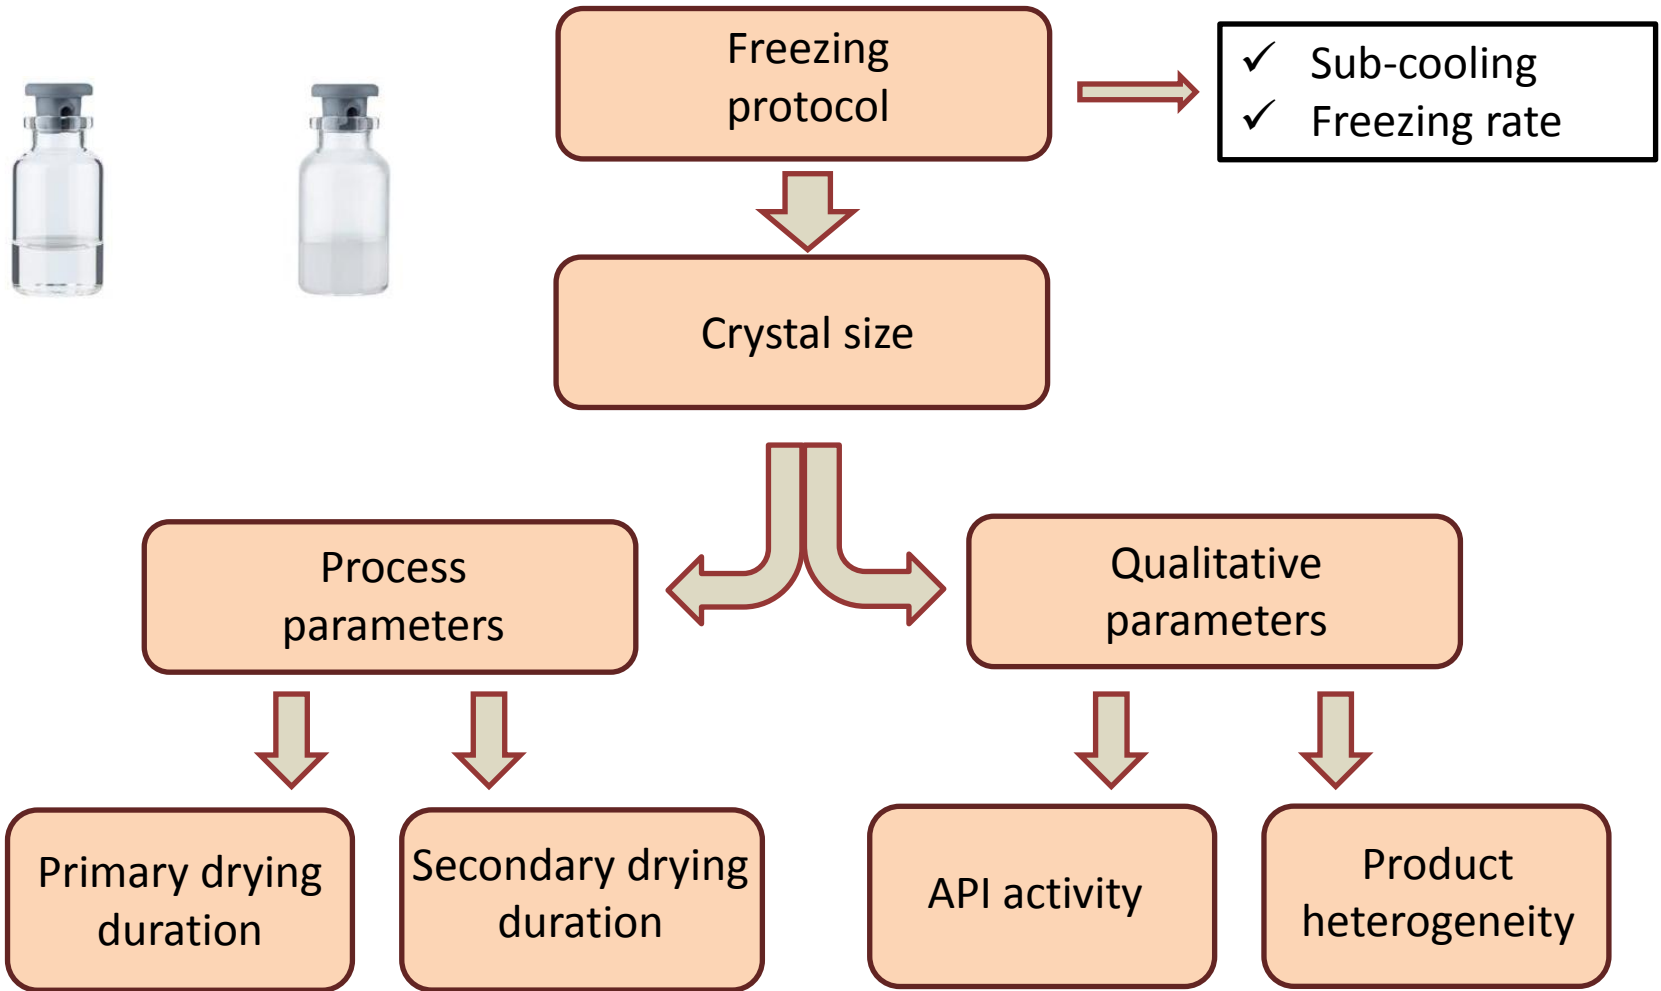 Freezing
protocol
✓ Sub-cooling
✓ Freezing rate
Crystal size
Process
parameters
Qualitative
parameters
Primary drying
duration
Secondary drying
duration
API activity
Product
heterogeneity